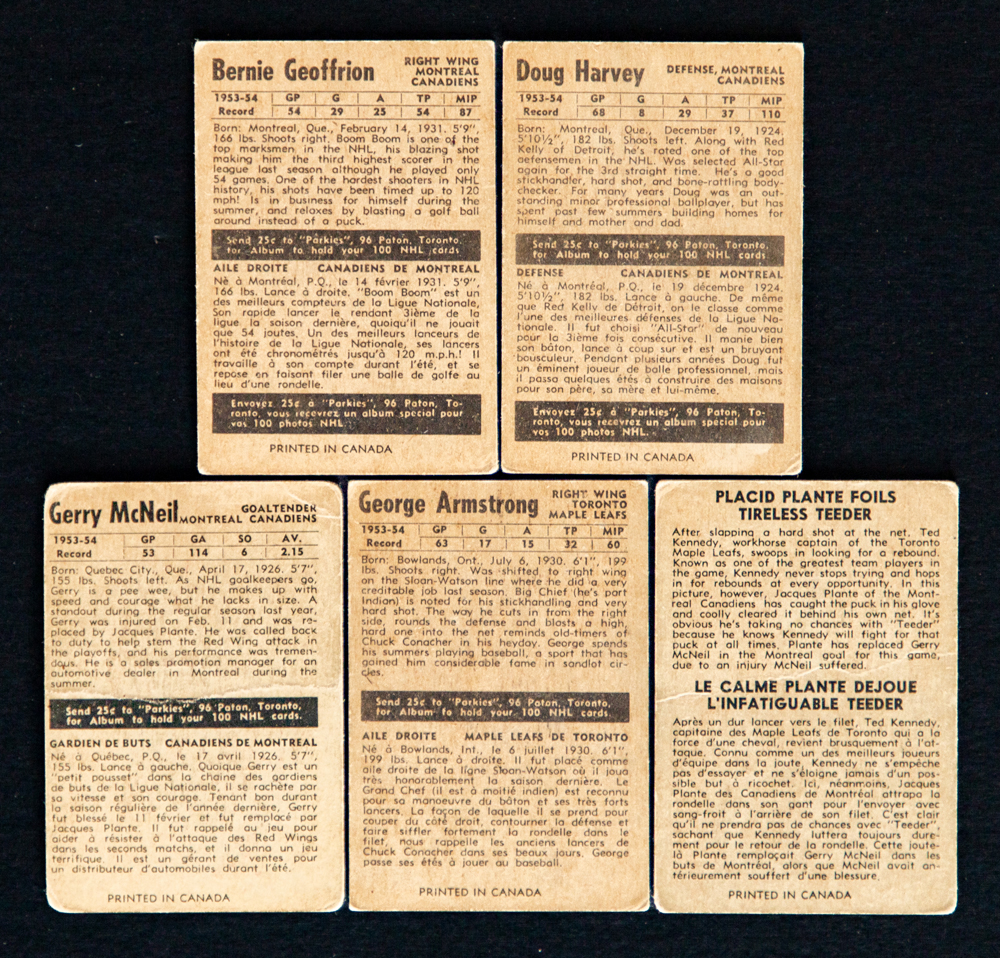 Bernie Geoffrion
RIGHT WING
MONTREAL
CANADIENS
1953-54 GP G A TP MIP
Record 54 29 25 54 87
Born: Montreal, Que., February 14, 1931. 5'9",
166 lbs. Shoots right. Boom Boom is one of the
top marksmen in the NHL, his blazing shot
making him the third highest scorer in the
league last season although he played only
54 games. One of the hardest shooters in NHL
history, his shots have been timed up to 120
mph! Is in business for himself during the
summer, and relaxes by blasting a golf ball
around instead of a puck.
Send 25¢ to "Parkies", 96 Paton, Toronto,
for Album to hold your 100 NHL cards
AILE DROITE CANADIENS DE MONTREAL
Né à Montréal, P.Q., le 14 février 1931. 5'9",
166 lbs. Lance à droite. "Boom Boom" est un
des meilleurs compteurs de la Ligue Nationale,
Son rapide lancer le rendant 3ième de la
ligue la saison dernière, quoiqu'il ne jouait
que 54 joutes. Un des meilleurs lanceurs de
l'histoire de la Ligue Nationale, ses lancers
ont été chronométrés jusqu'à 120 m.p.h.! Il
travaille à son compte durant l'été, et se
repose en faisant filer une balle de golfe au
lieu d'une rondelle.
Envoyez 25¢ à "Parkies", 96 Paton, To-
ronto, vous recevrez un album special pour
vos 100 photos NHL.
PRINTED IN CANADA
Doug Harvey
DEFENSE, MONTREAL
CANADIENS
1953-54 GP G A TP MIP
Record 68 8 29 37 110
Born: Montreal, Que., December 19, 1924.
5'10½", 182 lbs. Shoots left. Along with Red
Kelly of Detroit, he's rated one of the top
defensemen in the NHL. Was selected All-Star
again for the 3rd straight time. He's a good
stickhandler, hard shot, and bone-rattling body-
checker. For many years Doug was an out-
standing minor professional ballplayer, but has
spent past few summers building homes for
himself and mother and dad.
Send 25¢ to "Parkies", 96 Paton, Toronto,
for Album to hold your 100 NHL cards
DEFENSE CANADIENS DE MONTREAL
Né à Montréal, P.Q., le 19 décembre 1924.
5'10½", 182 lbs. Lance à gauche. De même
que Red Kelly de Détroit, on le classe comme
l'une des meilleures défenses de la Ligue Na-
tionale. Il fut choisi "All-Star" de nouveau
pour la 3ième fois consécutive. Il manie bien
son bâton, lance à coup sur et est un bruyant
bousculeur. Pendant plusieurs années Doug fut
un éminent joueur de balle professionnel, mais
il passa quelques étés à construire des maisons
pour son père, sa mère et lui-même.
Envoyez 25¢ à "Parkies", 96 Paton, To-
ronto, vous recevrez un album special pour
vos 100 photos NHL.
PRINTED IN CANADA
Gerry McNeil
GOALTENDER
MONTREAL CANADIENS
1953-54 GP GA SO AV.
Record 53 114 6 2.15
Born: Quebec City, Que., April 17, 1926. 5'7",
155 lbs. Shoots left. As NHL goalkeepers go,
Gerry is a pee wee, but he makes up with
speed and courage what he lacks in size. A
standout during the regular season last year,
Gerry was injured on Feb. 11 and was re-
placed by Jacques Plante. He was called back
to duty to help stem the Red Wing attack in
the playoffs, and his performance was tremen-
dous. He is a sales promotion manager for an
automotive dealer in Montreal during the
summer.
Send 25¢ to "Parkies", 96 Paton, Toronto,
for Album to hold your 100 NHL cards.
GARDIEN DE BUTS CANADIENS DE MONTREAL
Né à Québec, P.Q., le 17 avril 1926. 5'7",
155 lbs. Lance à gauche. Quoique Gerry est un
"petit pousset" dans la chaine des gardiens
de buts de la Ligue Nationale, il se rachète par
sa vitesse et son courage. Tenant bon durant
la saison régulière de l'année dernière, Gerry
fut blessé le 11 février et fut remplacé par
Jacques Plante. Il fut rappelé au jeu pour
aider à résister à l'attaque des Red Wings
dans les seconds matchs, et il donna un jeu
terrifique. Il est un gérant de ventes pour
un distributeur d'automobiles durant l'été.
PRINTED IN CANADA
George Armstrong
RIGHT WING
TORONTO
MAPLE LEAFS
1953-54 GP G A TP MIP
Record 63 17 15 32 60
Born: Bowlands, Ont., July 6, 1930. 6'1", 199
lbs. Shoots right. Was shifted to right wing
on the Sloan-Watson line where he did a very
creditable job last season. Big Chief (he's part
Indian) is noted for his stickhandling and very
hard shot. The way he cuts in from the right
side, rounds the defense and blasts a high,
hard one into the net reminds old-timers of
Chuck Conacher in his heyday. George spends
his summers playing baseball, a sport that has
gained him considerable fame in sandlot cir-
cles.
Send 25¢ to "Parkies", 96 Paton, Toronto,
for Album to hold your 100 NHL cards.
AILE DROITE MAPLE LEAFS DE TORONTO
Né à Bowlands, Int., le 6 juillet 1930. 6'1",
199 lbs. Lance à droite. Il fut placé comme
aile droite de la ligne Sloan-Watson où il joua
très honorablement la saison dernière. Le
Grand Chef (il est à moitié indien) est reconnu
pour sa manoeuvre du bâton et ses très forts
lancers. La façon de laquelle il se prend pour
couper du côté droit, contourner la défense et
faire siffler fortement la rondelle dans le
filet, nous rappelle les anciens lancers de
Chuck Conacher dans ses beaux jours. George
passe ses étés à jouer au baseball.
PRINTED IN CANADA
PLACID PLANTE FOILS
TIRELESS TEEDER
After slapping a hard shot at the net, Ted
Kennedy, workhorse captain of the Toronto
Maple Leafs, swoops in looking for a rebound.
Known as one of the greatest team players in
the game, Kennedy never stops trying and hops
in for rebounds at every opportunity. In this
picture, however, Jacques Plante of the Mont-
real Canadiens has caught the puck in his glove
and coolly cleared it behind his own net. It's
obvious he's taking no chances with "Teeder"
because he knows Kennedy will fight for that
puck at all times. Plante has replaced Gerry
McNeil in the Montreal goal for this game,
due to an injury McNeil suffered.
LE CALME PLANTE DEJOUE
L'INFATIGUABLE TEEDER
Après un dur lancer vers le filet, Ted Kennedy,
capitaine des Maple Leafs de Toronto qui a la
force d'une cheval, revient brusquement à l'at-
taque. Connu comme un des meilleurs joueurs
d'équipe dans la joute, Kennedy ne s'empêche
pas d'essayer et ne s'éloigne jamais d'un pos-
sible but à ricochet. Ici, néanmoins, Jacques
Plante des Canadiens de Montréal attrapa la
rondelle dans son gant pour l'envoyer avec
sang-froit à l'arrière de son filet. C'est clair
qu'il ne prendra pas de chances avec "Teeder",
sachant que Kennedy luttera toujours dure-
ment pour le retour de la rondelle. Cette joute-
là Plante remplaçait Gerry McNeil dans les
buts de Montréal, alors que McNeil avait an-
térieurement souffert d'une blessure.
PRINTED IN CANADA